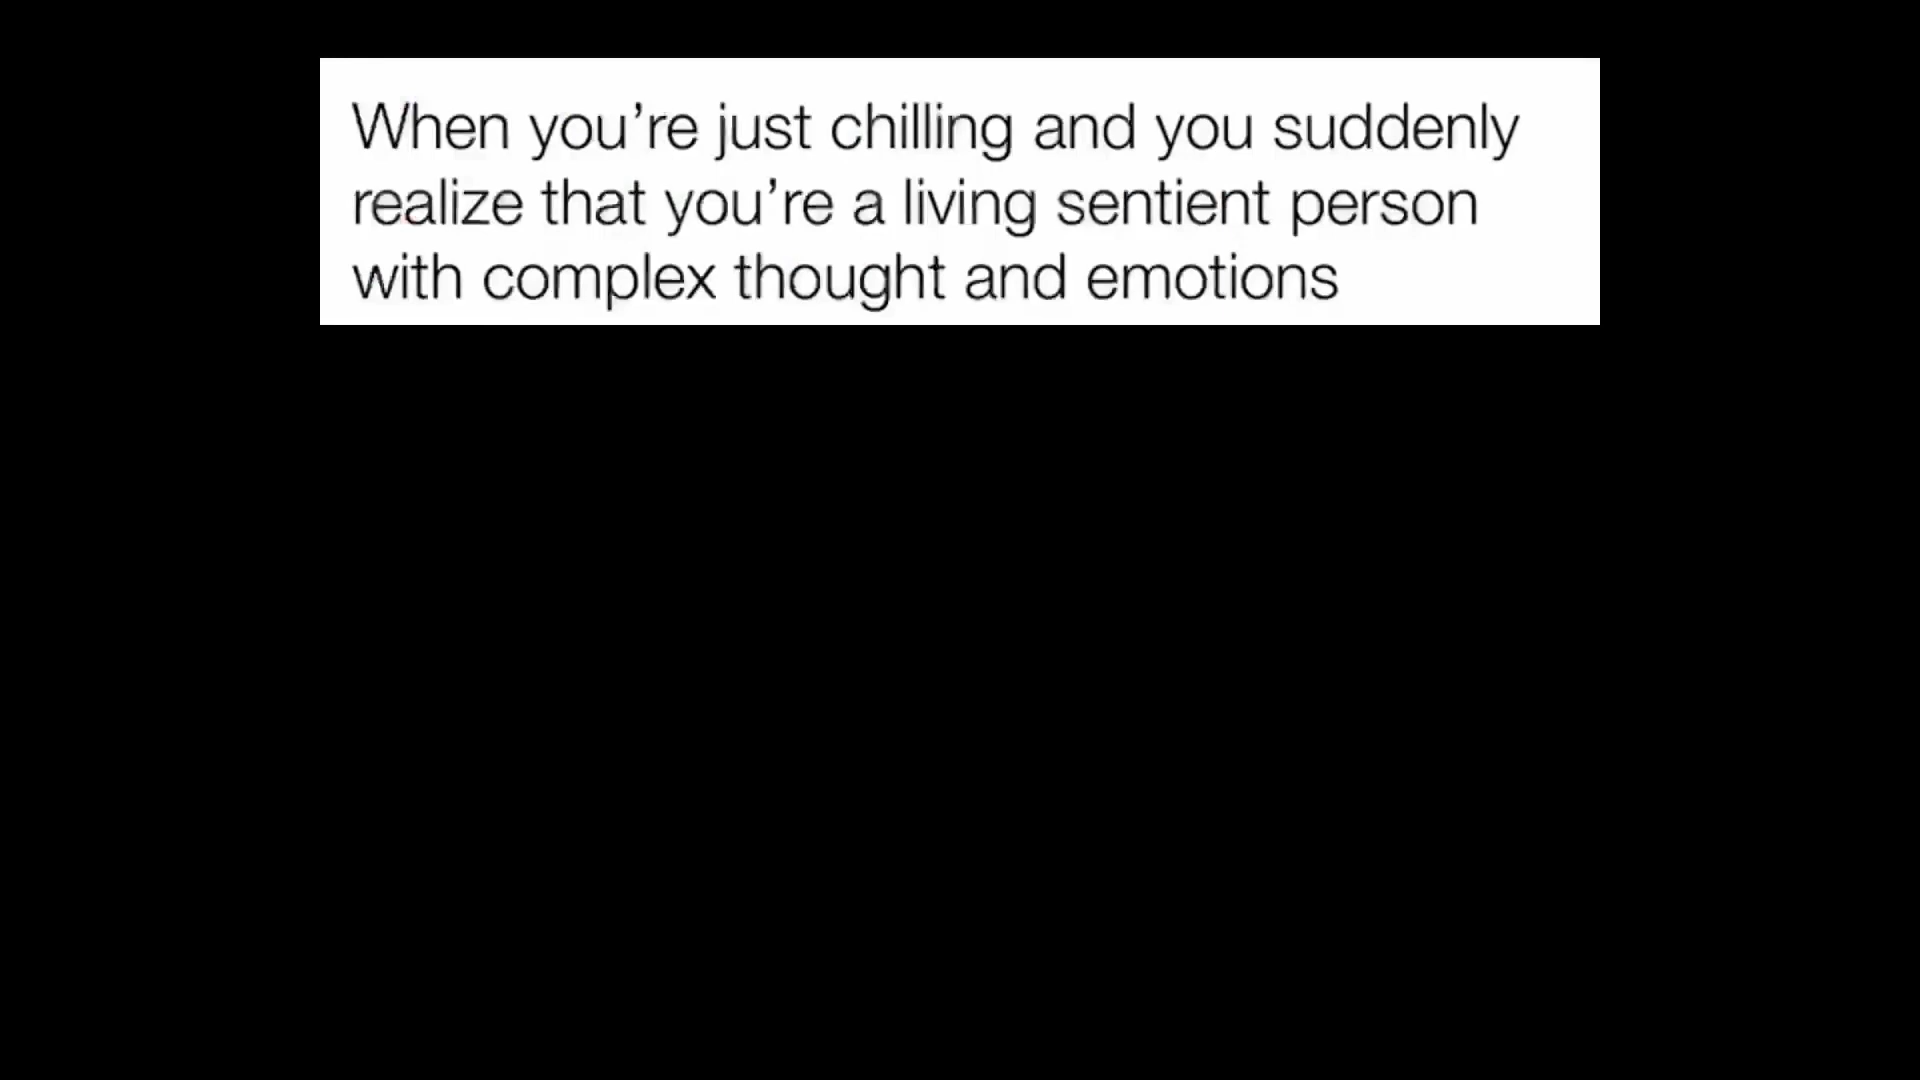 When you’re just chilling and you suddenly
realize that you’re a living sentient person
with complex thought and emotions